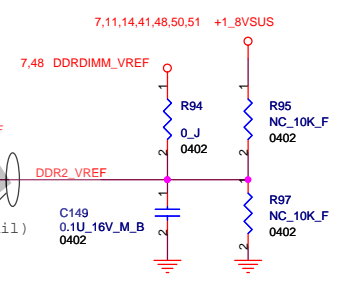 7,11,14,41,48,50,51 +1_8VSUS
7,48 DDRDIMM_VREF
1
1
R94
R95
NC_10K_F
0_J
0402
0402
2
2
DDR2_VREF
1
1
C149
0.1U_16V_M_B
0402
R97
NC_10K_F
0402
2
2
il)